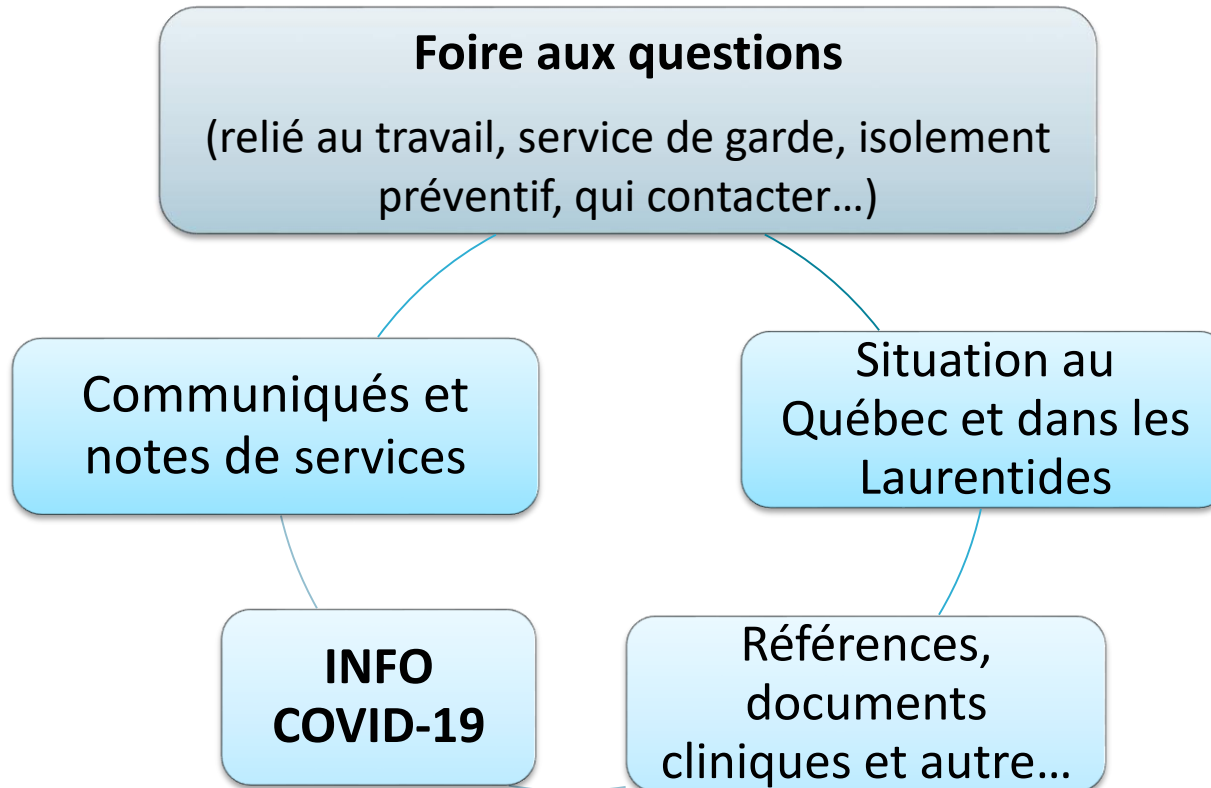 Foire aux questions
(relié au travail, service de garde, isolement
préventif, qui contacter…)
Communiqués et
notes de services
Situation au
Québec et dans les
Laurentides
INFO
COVID-19
Références,
documents
cliniques et autre…